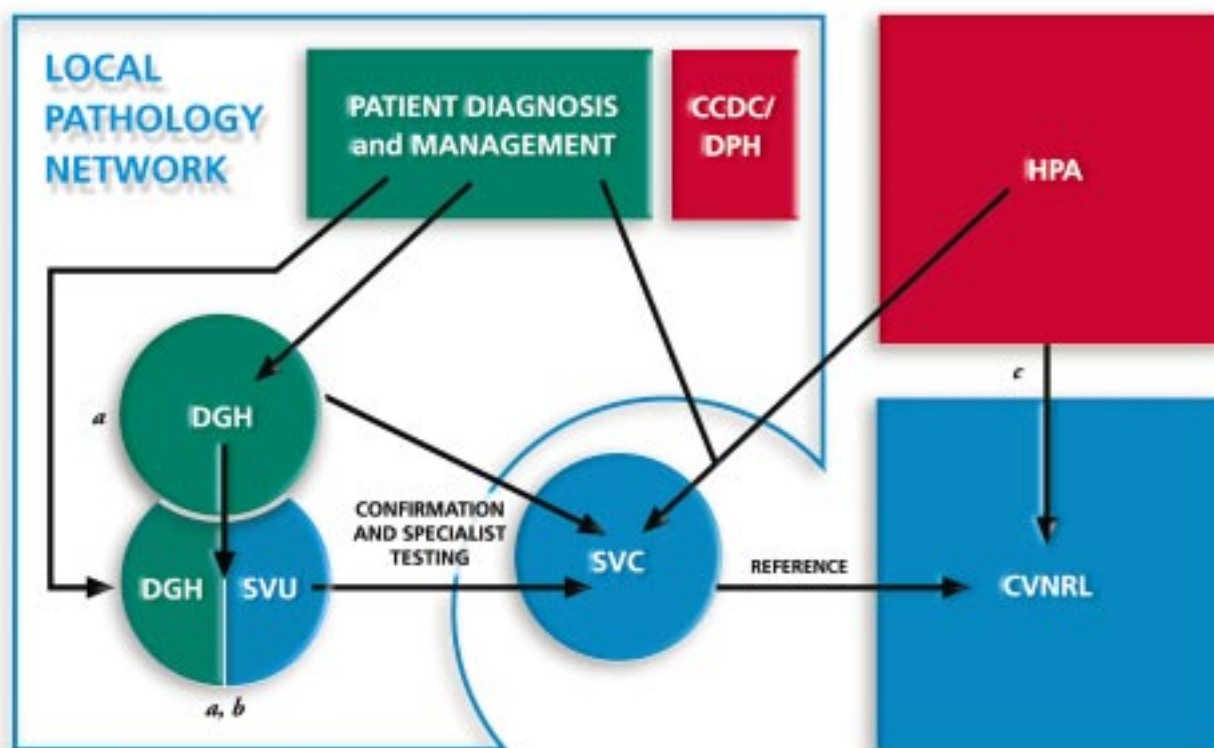 LOCAL
PATHOLOGY
NETWORK
PATIENT DIAGNOSIS
and MANAGEMENT
CCDC/
DPH
HPA
c
a
DGH
CONFIRMATION
AND SPECIALIST
TESTING
DGH
SVU
SVC
REFERENCE
CVNRL
a, b